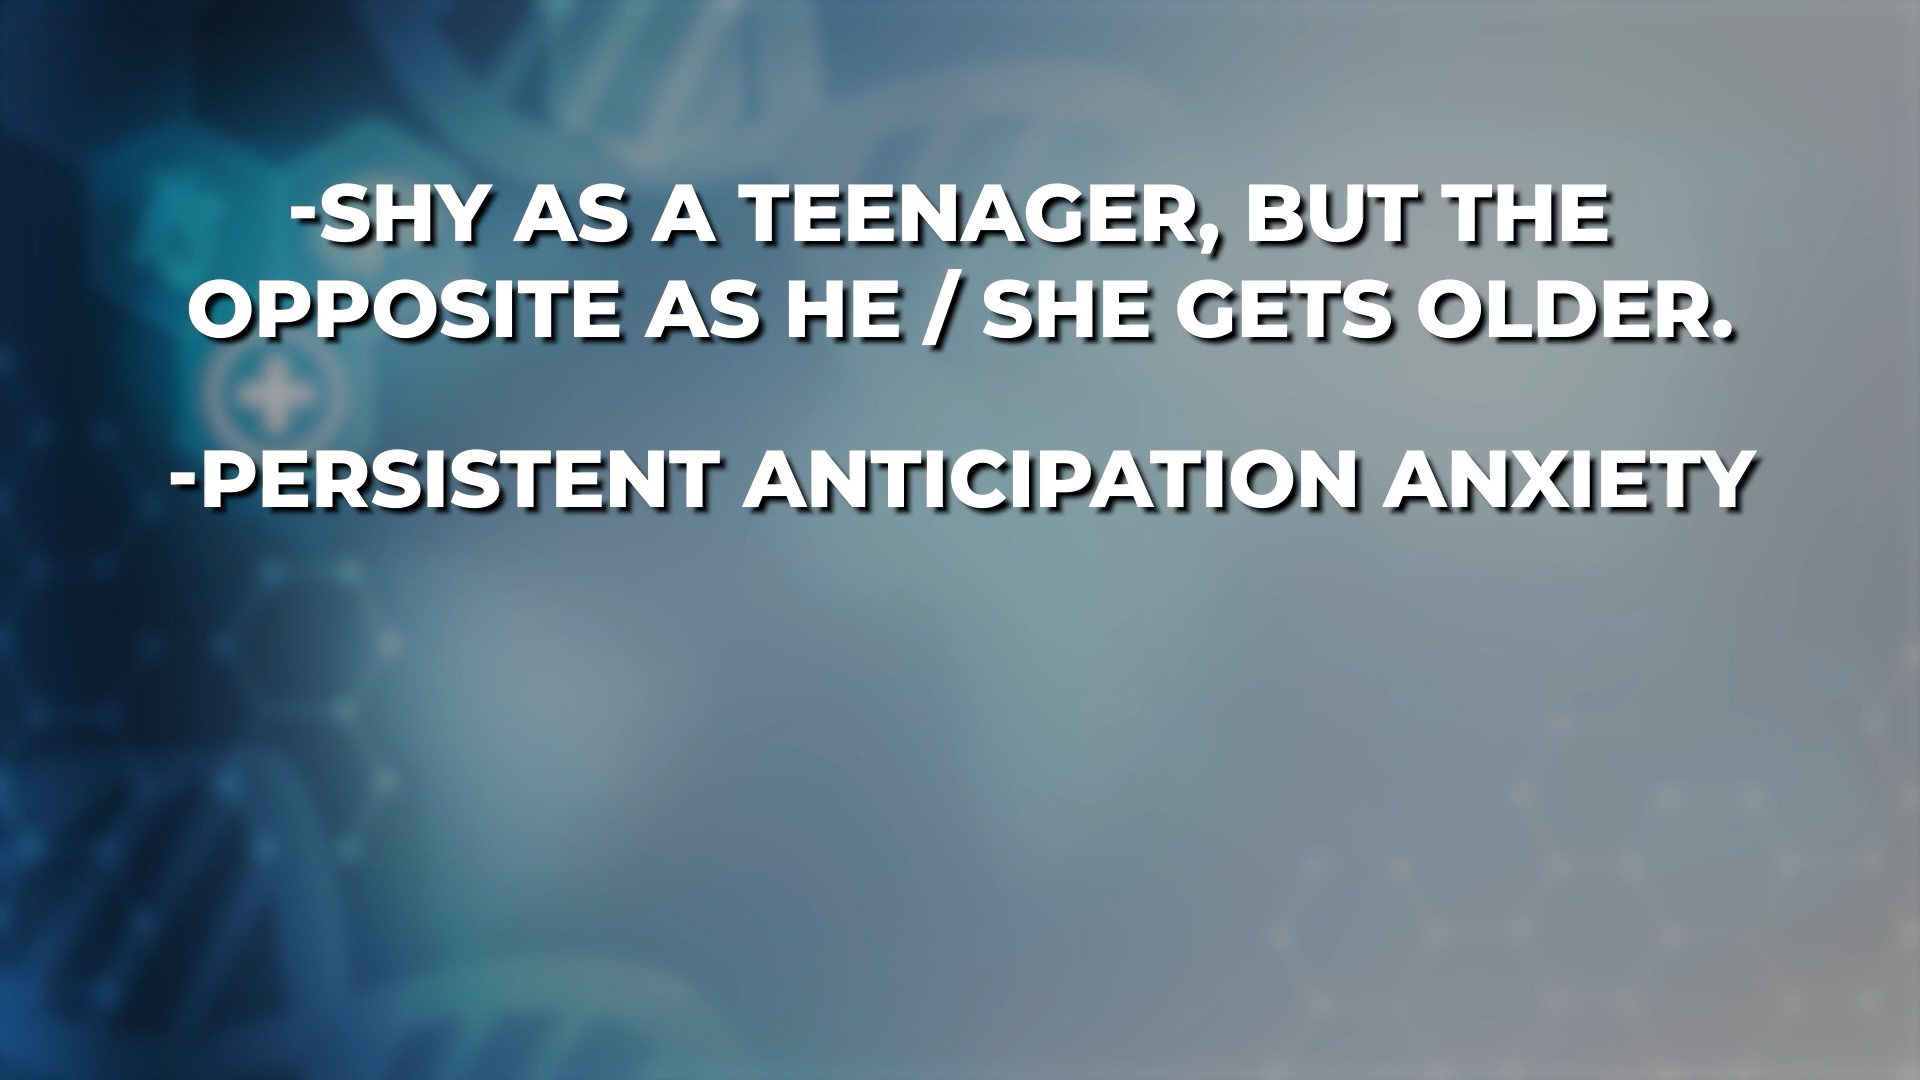 -SHY AS A TEENAGER, BUT THE
OPPOSITE AS HE / SHE GETS OLDER.
-PERSISTENT ANTICIPATION ANXIETY